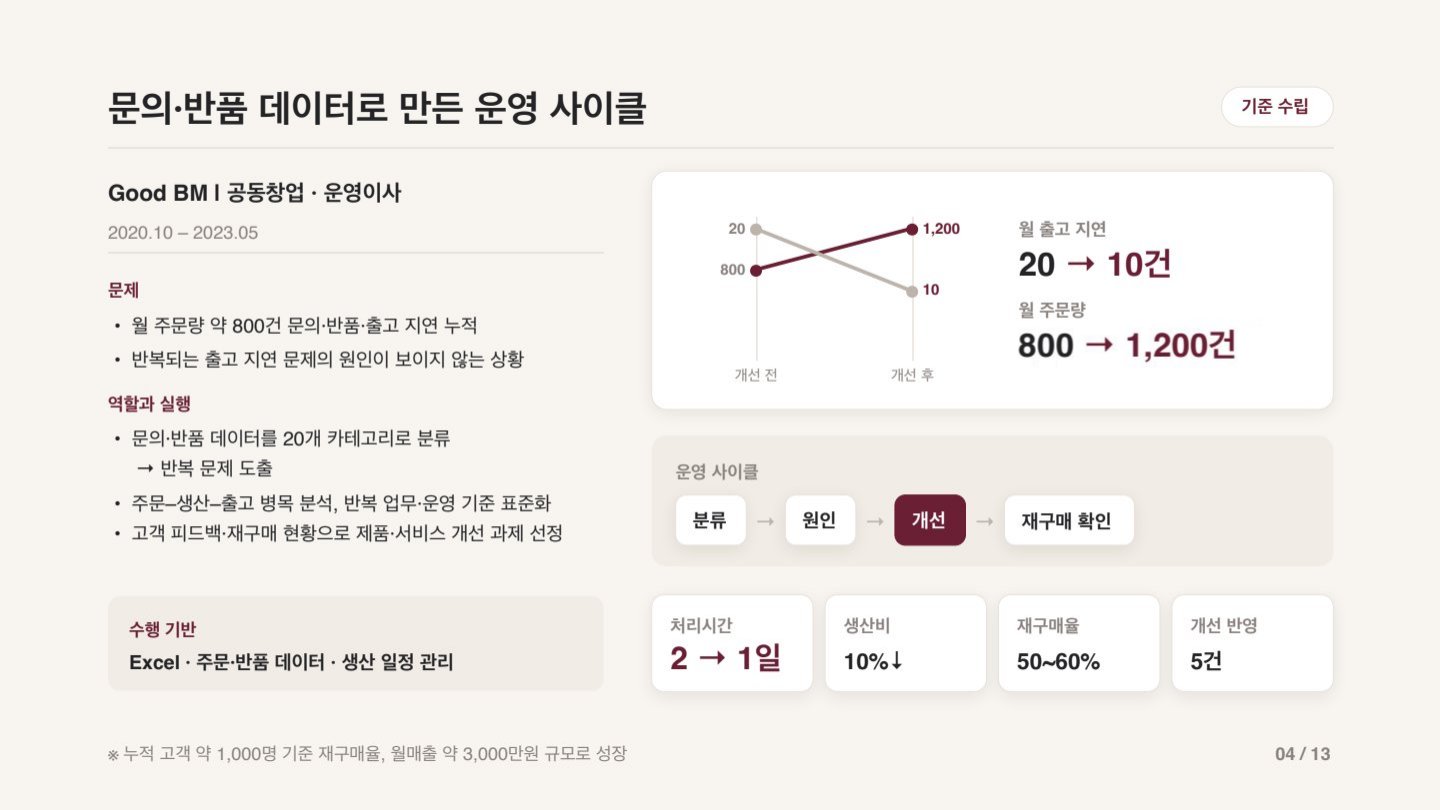 문의·반품 데이터로 만든 운영 사이클
기준 수립
Good BM | 공동창업 · 운영이사
2020.10 – 2023.05
문제
• 월 주문량 약 800건 문의·반품·출고 지연 누적
• 반복되는 출고 지연 문제의 원인이 보이지 않는 상황
역할과 실행
• 문의·반품 데이터를 20개 카테고리로 분류
→ 반복 문제 도출
• 주문–생산–출고 병목 분석, 반복 업무·운영 기준 표준화
• 고객 피드백·재구매 현황으로 제품·서비스 개선 과제 선정
수행 기반
Excel · 주문·반품 데이터 · 생산 일정 관리
20
1,200
800
10
개선 전
개선 후
월 출고 지연
20 → 10건
월 주문량
800 → 1,200건
운영 사이클
분류 → 원인 → 개선 → 재구매 확인
처리시간
2 → 1일
생산비
10%↓
재구매율
50~60%
개선 반영
5건
※ 누적 고객 약 1,000명 기준 재구매율, 월매출 약 3,000만원 규모로 성장
04 / 13